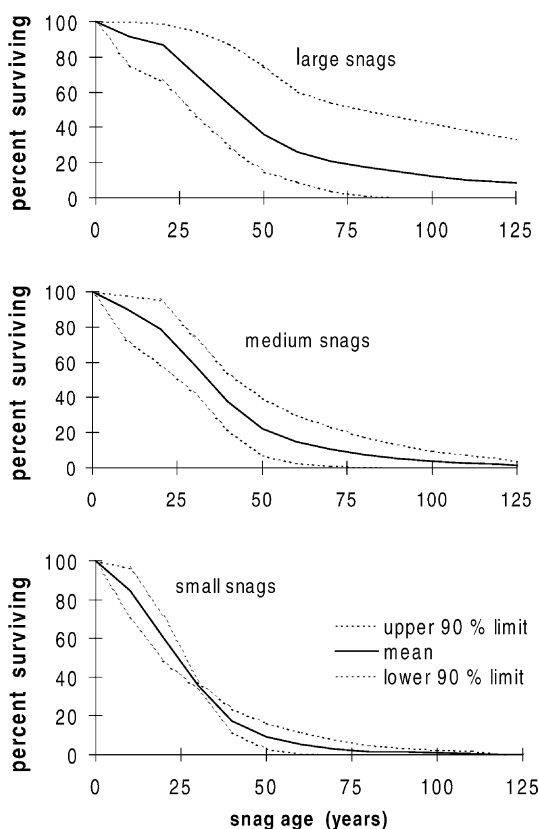 100
80
60
40
20
0
percent surviving
large snags
0 25 50 75 100 125
100
80
60
40
20
0
percent surviving
medium snags
0 25 50 75 100 125
100
80
60
40
20
0
percent surviving
small snags
upper 90 % limit
mean
lower 90 % limit
0 25 50 75 100 125
snag age (years)